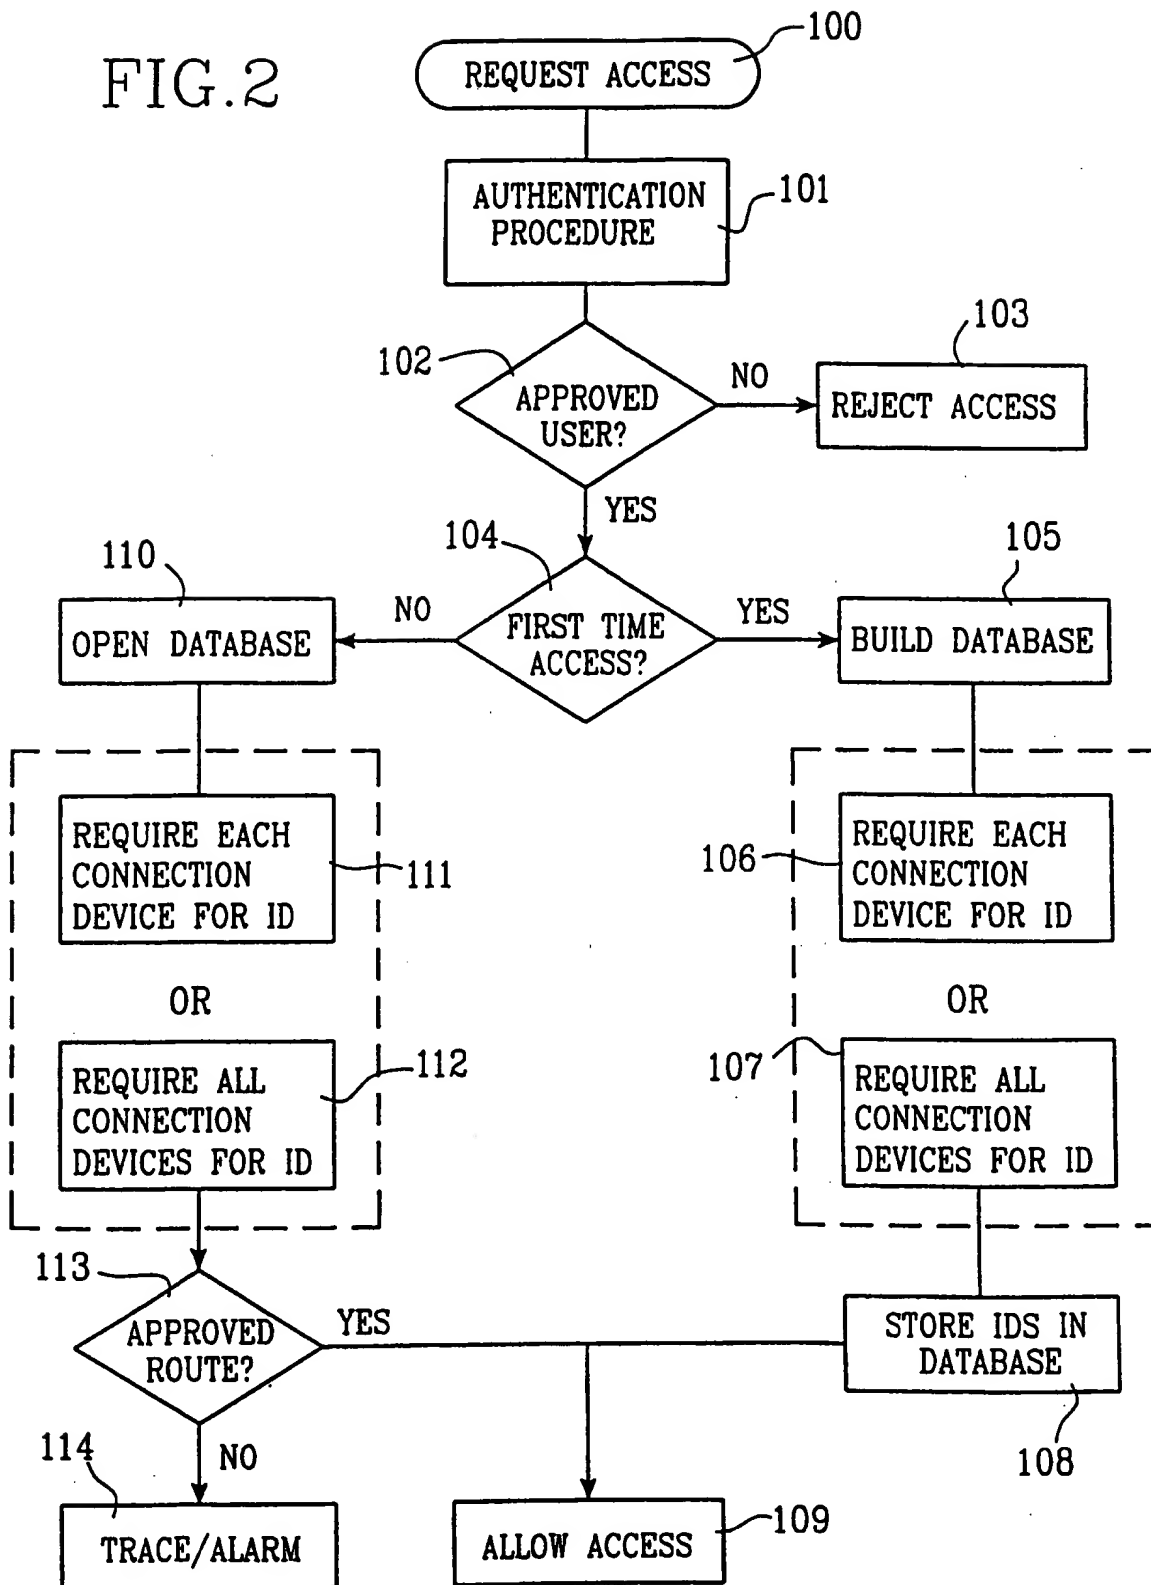 FIG.2
REQUEST ACCESS
100
AUTHENTICATION
PROCEDURE
101
102
APPROVED
USER?
NO
103
REJECT ACCESS
YES
104
FIRST TIME
ACCESS?
NO
YES
110
OPEN DATABASE
105
BUILD DATABASE
REQUIRE EACH
CONNECTION
DEVICE FOR ID
111
OR
REQUIRE ALL
CONNECTION
DEVICES FOR ID
112
106
REQUIRE EACH
CONNECTION
DEVICE FOR ID
OR
107
REQUIRE ALL
CONNECTION
DEVICES FOR ID
113
APPROVED
ROUTE?
YES
STORE IDS IN
DATABASE
108
NO
114
TRACE/ALARM
ALLOW ACCESS
109